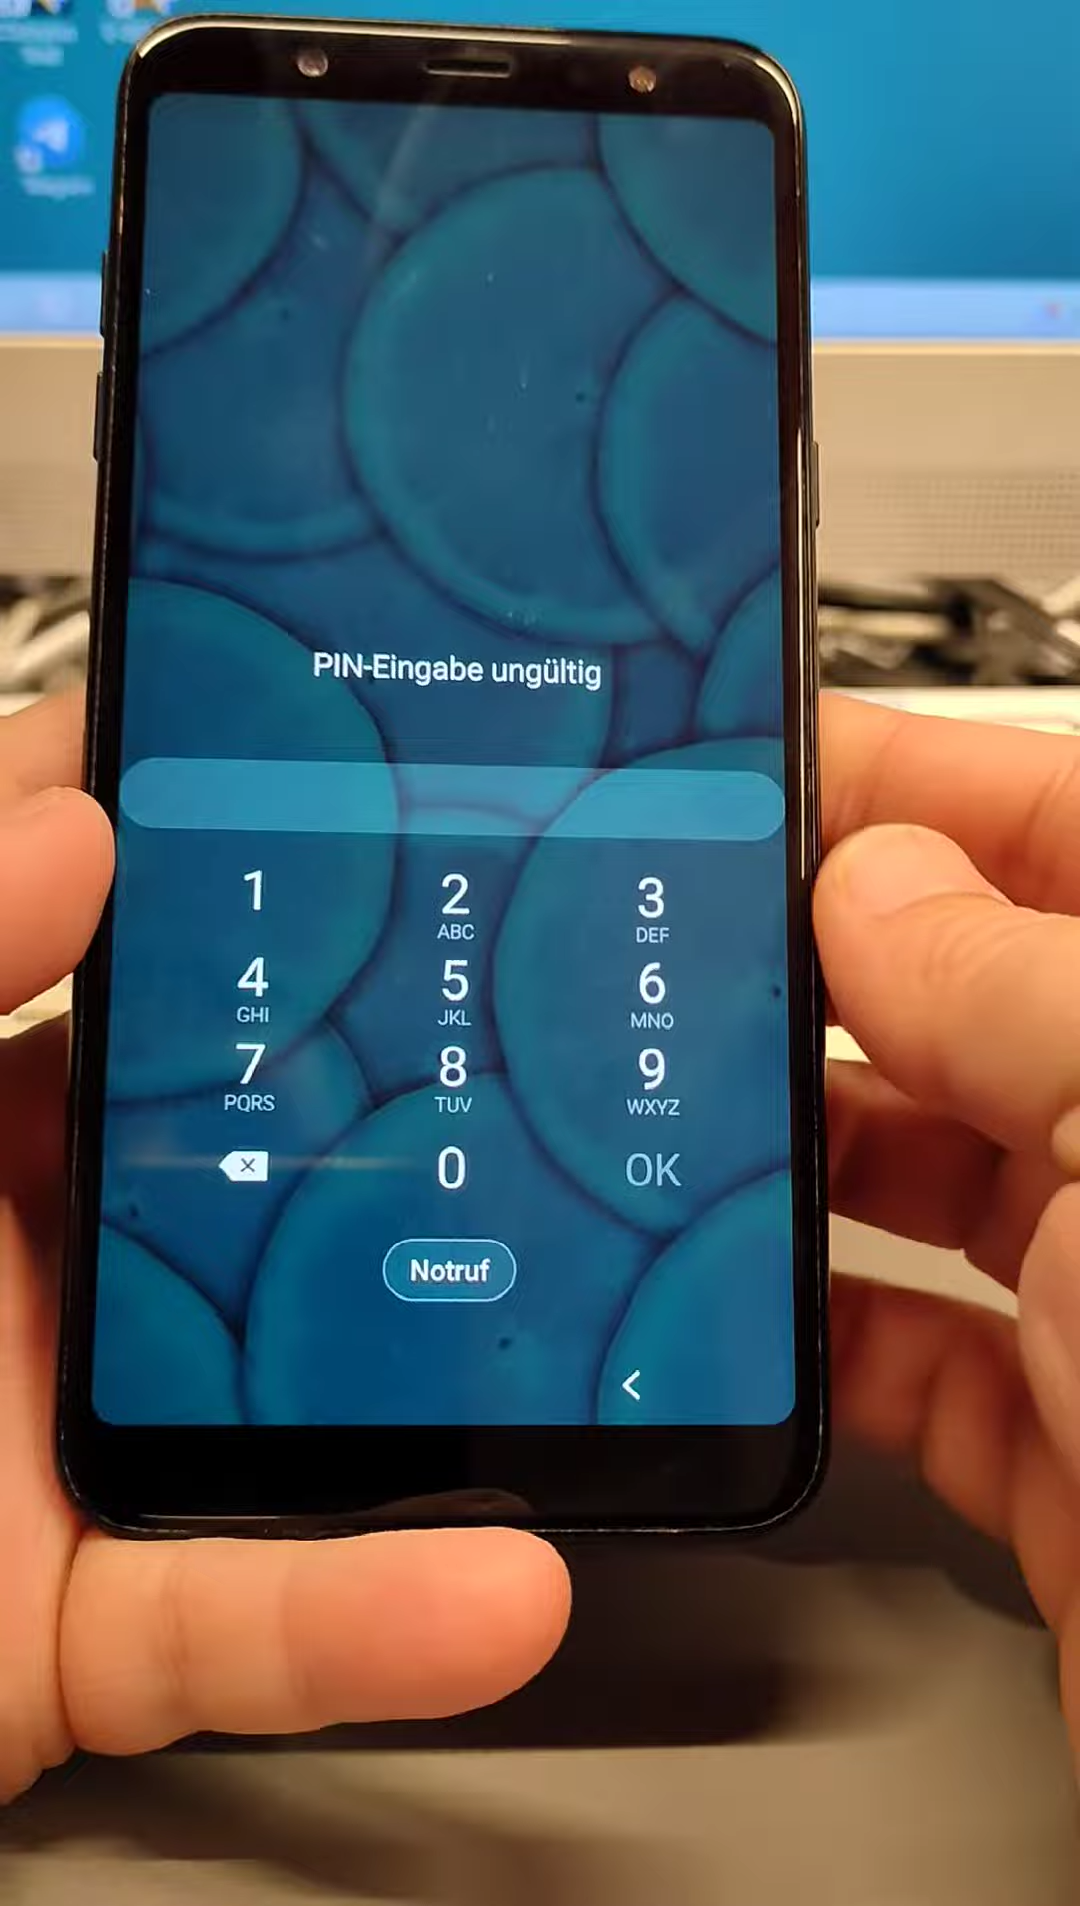 PIN-Eingabe ungültig
1 2 3
ABC DEF
4 5 6
GHI JKL MNO
7 8 9
PQRS TUV WXYZ
0 OK
Notruf